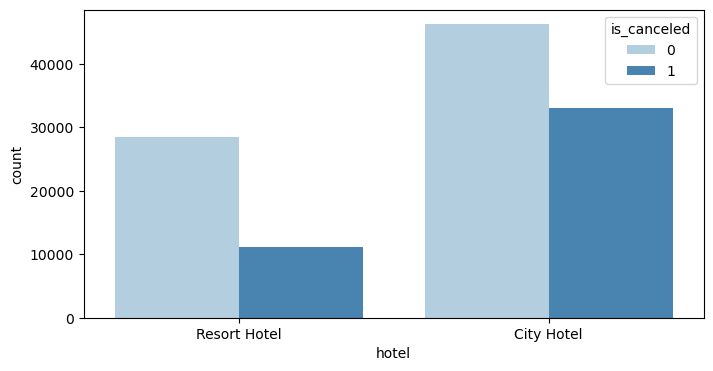 is_canceled
0
1
count
40000
30000
20000
10000
0
Resort Hotel
City Hotel
hotel